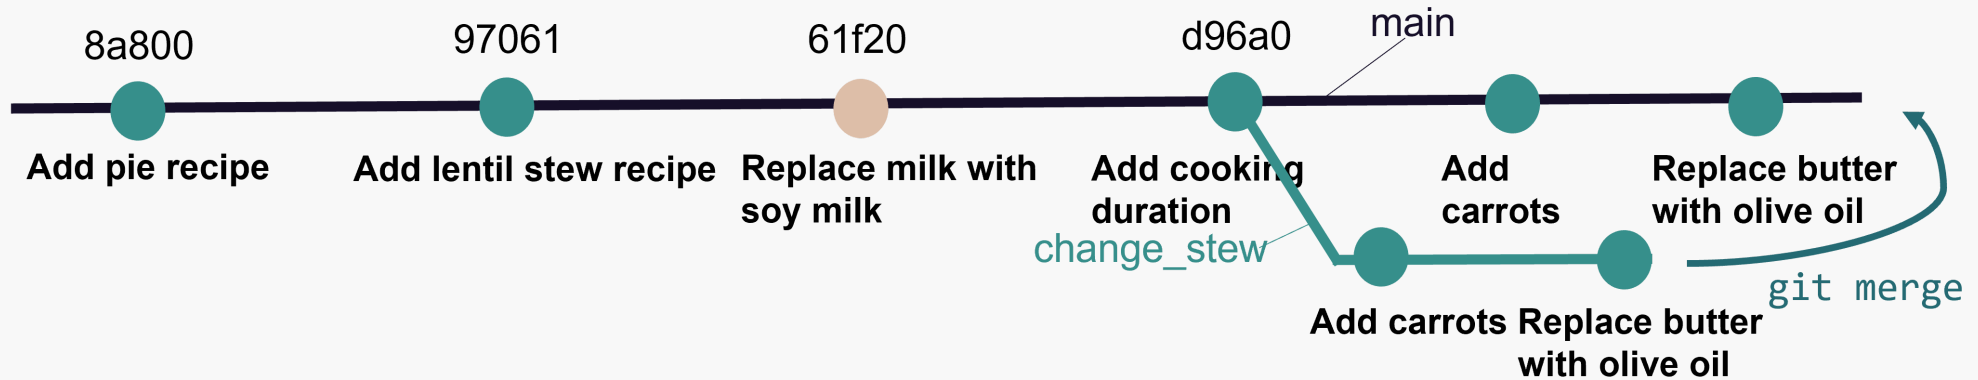 8a800
97061
61f20
d96a0
main
Add pie recipe
Add lentil stew recipe
Replace milk with
soy milk
Add cooking
duration
Add
carrots
Replace butter
with olive oil
change_stew
git merge
Add carrots
Replace butter
with olive oil